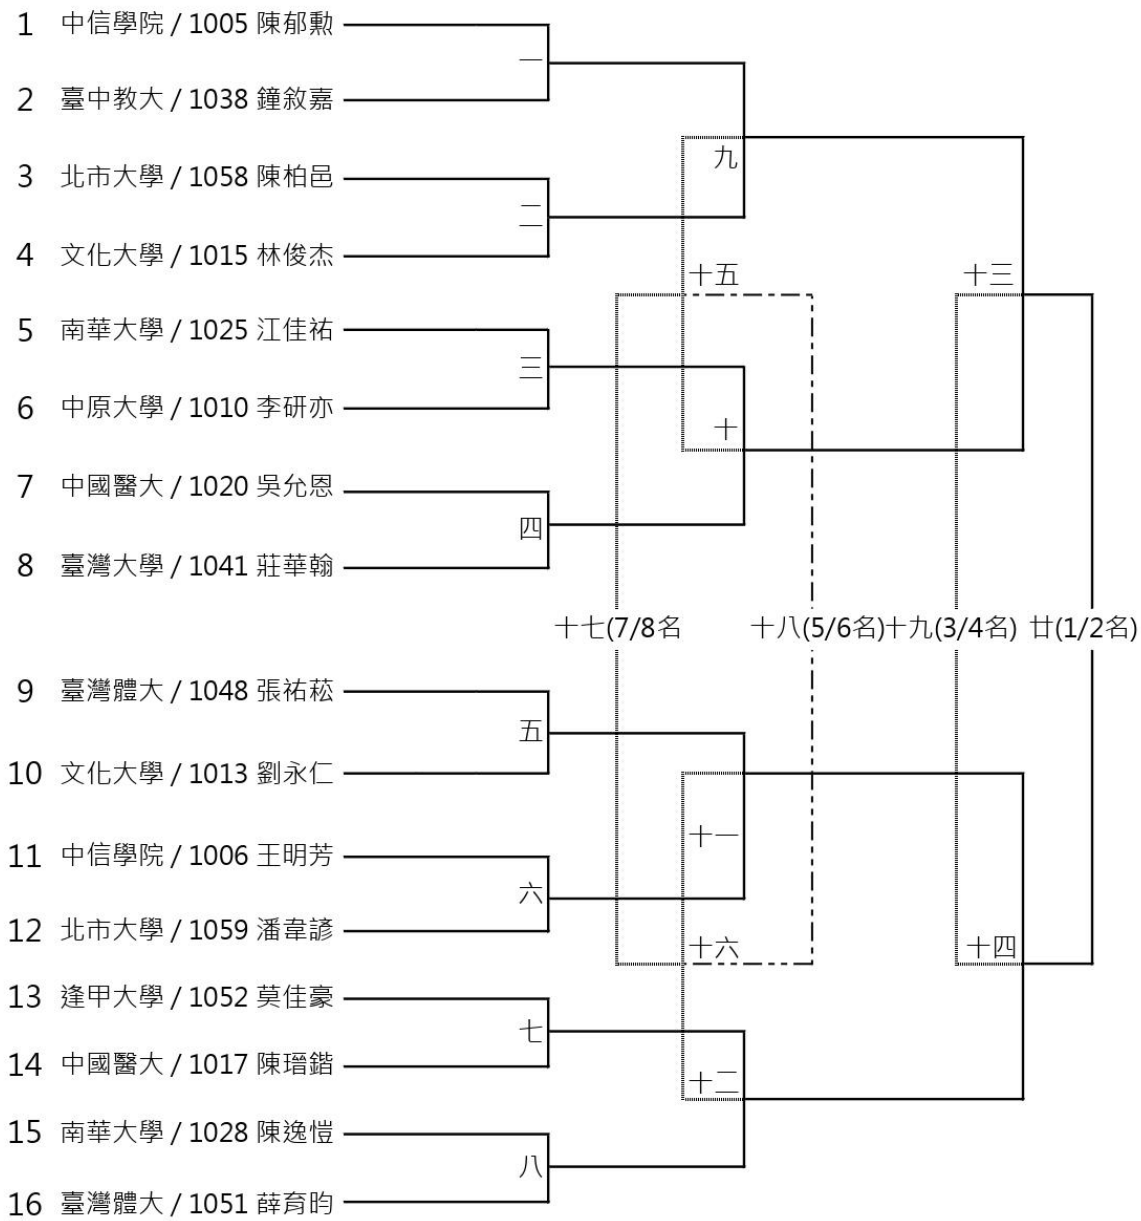 1 中信學院 / 1005 陳郁勲
一
2 臺中教大 / 1038 鐘敘嘉
九
3 北市大學 / 1058 陳柏邑
二
4 文化大學 / 1015 林俊杰
十五
十三
5 南華大學 / 1025 江佳祐
三
6 中原大學 / 1010 李研亦
十
7 中國醫大 / 1020 吳允恩
四
8 臺灣大學 / 1041 莊華翰
十七(7/8名 十八(5/6名)十九(3/4名) 廿(1/2名)
9 臺灣體大 / 1048 張祐菘
五
10 文化大學 / 1013 劉永仁
十一
11 中信學院 / 1006 王明芳
六
12 北市大學 / 1059 潘韋諺
十六
十四
13 逢甲大學 / 1052 莫佳豪
七
14 中國醫大 / 1017 陳瑨鍇
十二
15 南華大學 / 1028 陳逸愷
八
16 臺灣體大 / 1051 薛育昀